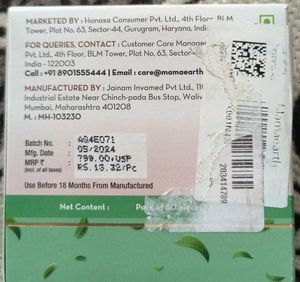 MARKETED BY : Honasa Consumer Pvt. Ltd., 4th Floor, BLM
Tower, Plot No. 63, Sector-44, Gurugram, Haryana, Indi
FOR QUERIES, CONTACT : Customer Care Manager
Pvt. Ltd., 4th Floor, BLM Tower, Plot No. 63, Sector-
India - 122003
Call :+91 8901555444 | Email : care@mamaearth
MANUFACTURED BY : Jainam Invamed Pvt. Ltd., 110
Industrial Estate Near Chinch-pada Bus Stop, Waliv
Mumbai, Maharashtra 401208
M.: MH-103230
Batch No. : AG4E071
Mfg. Date : 05/2024
MRP ₹ : 799.00;USP
(incl. of all taxes) RS.13.32/Pc
Use Before 18 Months From Manufactured
Net Content : Pack of 60 pieces
Mamaearth
203414789